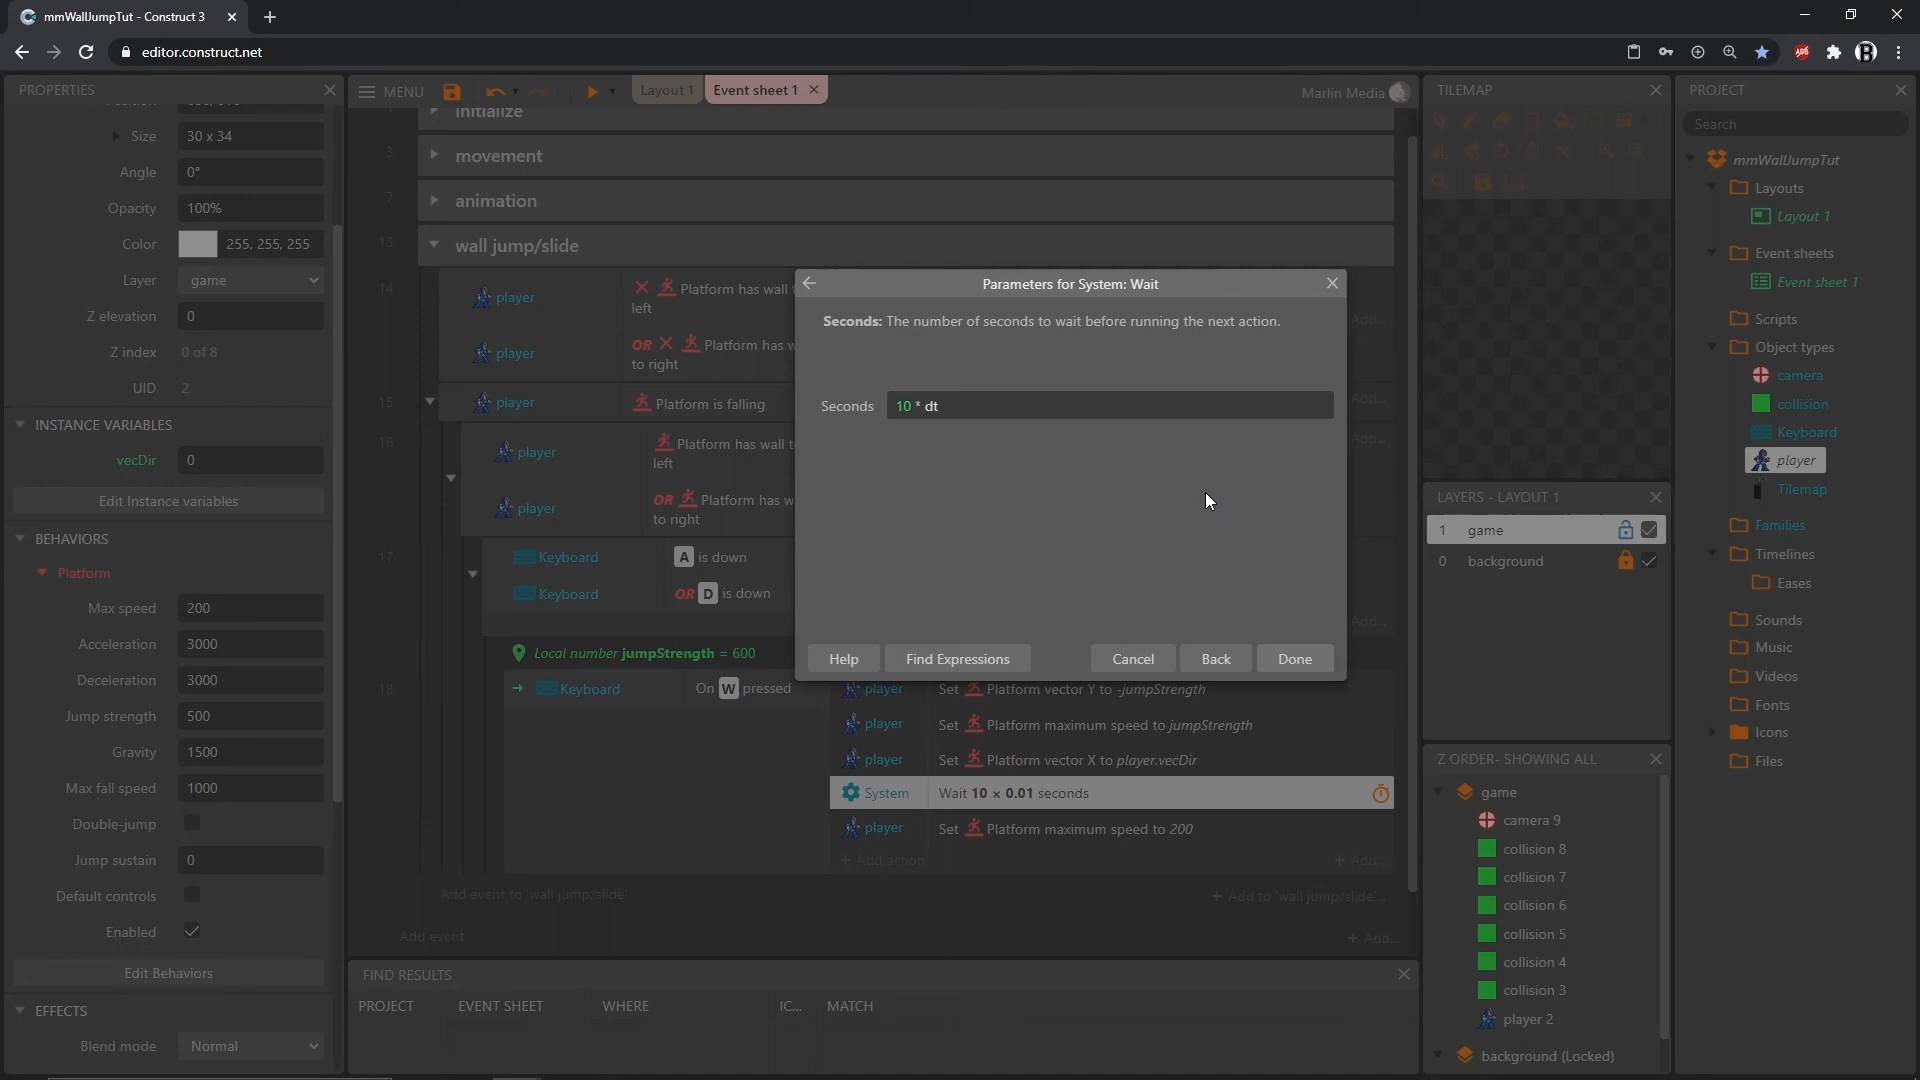 mmWallJumpTut - Construct 3
editor.construct.net
PROPERTIES
Size 30 x 34
Angle 0°
Opacity 100%
Color 255, 255, 255
Layer game
Z elevation 0
Z index 0 of 8
UID 2
INSTANCE VARIABLES
vecDir 0
Edit Instance variables
BEHAVIORS
Platform
Max speed 200
Acceleration 3000
Deceleration 3000
Jump strength 500
Gravity 1500
Max fall speed 1000
Double-jump
Jump sustain 0
Default controls
Enabled
Edit Behaviors
EFFECTS
Blend mode Normal
MENU
Layout 1
Event sheet 1
Marlin Media
initialize
3 movement
7 animation
13 wall jump/slide
14 player Platform has wall
left
player OR Platform has
to right
15 player Platform is falling
16 player Platform has wall
left
player OR Platform has
to right
17 Keyboard A is down
Keyboard OR D is down
Local number jumpStrength = 600
18 Keyboard On W pressed
player Set Platform vector Y to -jumpStrength
player Set Platform maximum speed to jumpStrength
player Set Platform vector X to player.vecDir
System Wait 10 × 0.01 seconds
player Set Platform maximum speed to 200
+ Add action + Add...
Add event to 'wall jump/slide' + Add to 'wall jump/slide'...
Add event + Add...
Parameters for System: Wait
Seconds: The number of seconds to wait before running the next action.
Seconds 10 * dt
Help Find Expressions Cancel Back Done
FIND RESULTS
PROJECT EVENT SHEET WHERE IC... MATCH
TILEMAP
LAYERS - LAYOUT 1
1 game
0 background
Z ORDER- SHOWING ALL
game
camera 9
collision 8
collision 7
collision 6
collision 5
collision 4
collision 3
player 2
background (Locked)
PROJECT
Search
mmWallJumpTut
Layouts
Layout 1
Event sheets
Event sheet 1
Scripts
Object types
camera
collision
Keyboard
player
Tilemap
Families
Timelines
Eases
Sounds
Music
Videos
Fonts
Icons
Files